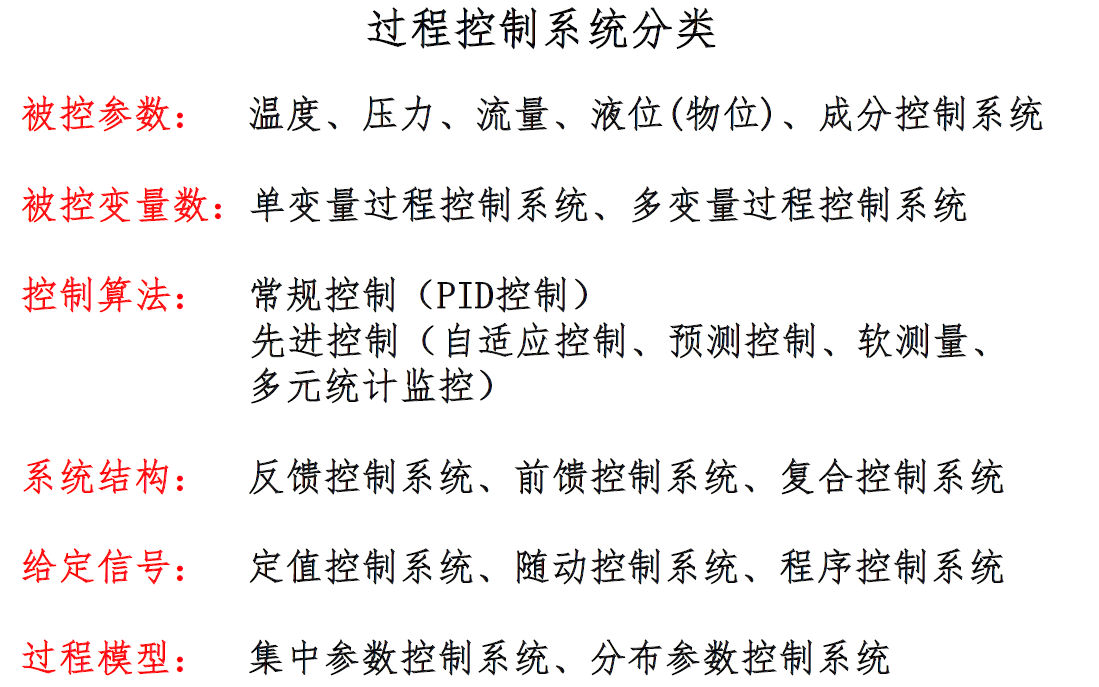 过程控制系统分类
被控参数： 温度、压力、流量、液位(物位)、成分控制系统
被控变量数：单变量过程控制系统、多变量过程控制系统
控制算法： 常规控制（PID控制）
先进控制（自适应控制、预测控制、软测量、
多元统计监控）
系统结构： 反馈控制系统、前馈控制系统、复合控制系统
给定信号： 定值控制系统、随动控制系统、程序控制系统
过程模型： 集中参数控制系统、分布参数控制系统